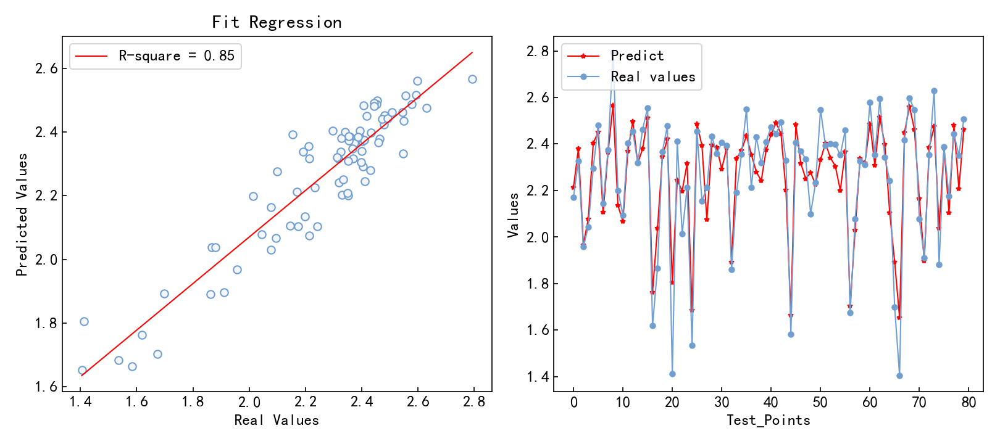 Fit Regression
R-square = 0.85
Predicted Values
2.6
2.4
2.2
2.0
1.8
1.6
1.4 1.6 1.8 2.0 2.2 2.4 2.6 2.8
Real Values
Predict
Real values
Values
2.8
2.6
2.4
2.2
2.0
1.8
1.6
1.4
0 10 20 30 40 50 60 70 80
Test_Points